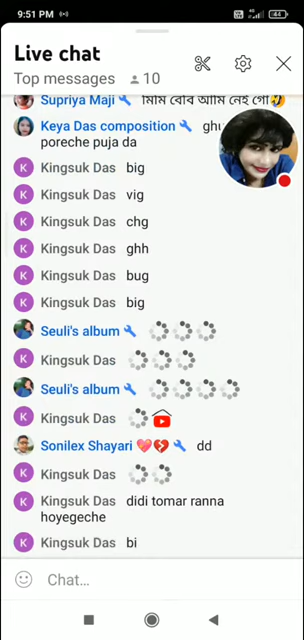 9:51 PM
44
Live chat
Top messages 10
Supriya Maji মিমি বৌব আমি নেই গো
Keya Das composition
poreche puja da
Kingsuk Das big
Kingsuk Das vig
Kingsuk Das chg
Kingsuk Das ghh
Kingsuk Das bug
Kingsuk Das big
Seuli's album
Kingsuk Das
Seuli's album
Kingsuk Das
Sonilex Shayari dd
Kingsuk Das
Kingsuk Das didi tomar ranna
hoyegeche
Kingsuk Das bi
Chat...